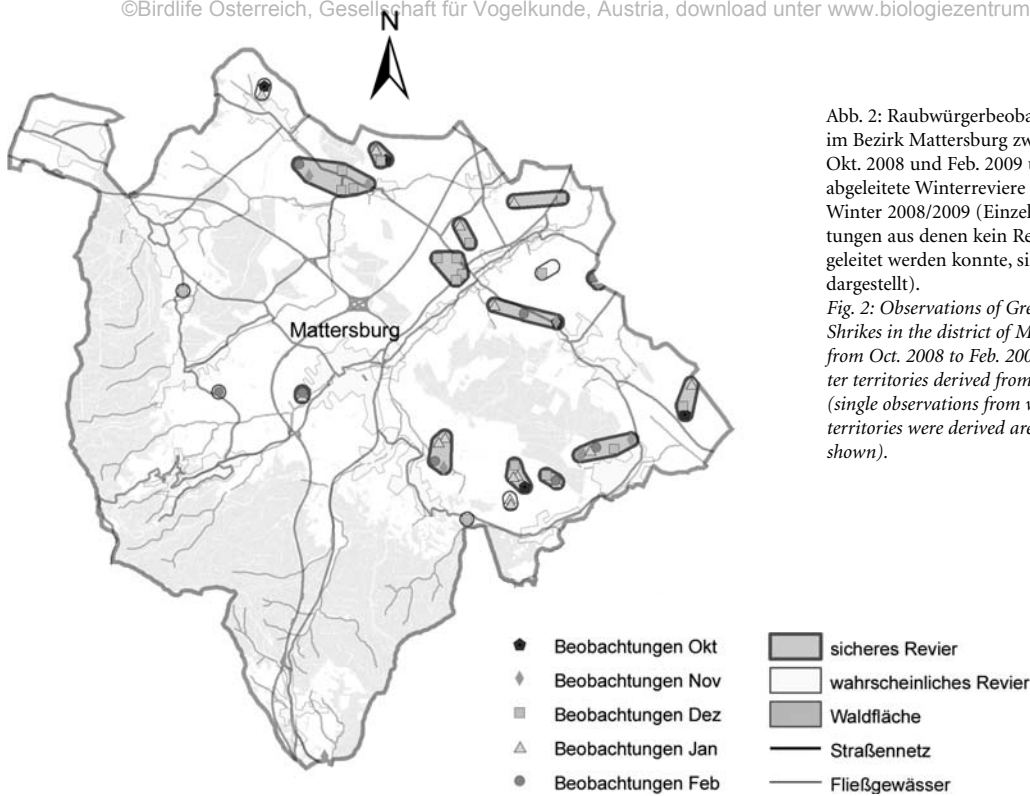 ©Birdlife Österreich, Gesellschaft für Vogelkunde, Austria, download unter www.biologiezentrum
N
Mattersburg
Abb. 2: Raubwürgerbeoba
im Bezirk Mattersburg zw
Okt. 2008 und Feb. 2009 u
abgeleitete Winterreviere
Winter 2008/2009 (Einzel
tungen aus denen kein Re
geleitet werden konnte, si
dargestellt).
Fig. 2: Observations of Gre
Shrikes in the district of M
from Oct. 2008 to Feb. 200
ter territories derived from
(single observations from w
territories were derived are
shown).
Beobachtungen Okt
Beobachtungen Nov
Beobachtungen Dez
Beobachtungen Jan
Beobachtungen Feb
sicheres Revier
wahrscheinliches Revier
Waldfläche
Straßennetz
Fließgewässer